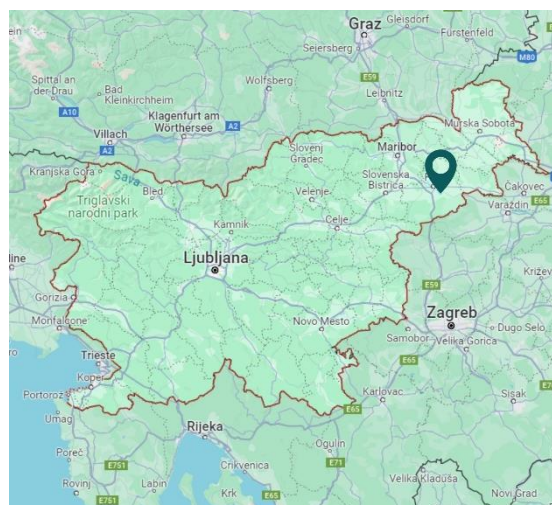 Graz
Gleisdorf
Fürstenfeld
Seiersberg
M80
E59
Spittal an
der Drau
Bad
Kleinkirchheim
Wolfsberg
Leibnitz
A10
A2
Klagenfurt am
Wörthersee
A2
Villach
Murska Sobota
Slovenj
Gradec
Maribor
Kranjska Gora
Sava
Bled
Velenje
Slovenska
Bistrica
Čakovec
E65
Varaždin
Triglavski
narodni park
Kamnik
Celje
Ljubljana
E59
Križev
Gorizia
Zagreb
Monfalcone
Novo Mesto
Samobor
Dugo Selo
Velika Gorica
Trieste
E65
Koper
Portorož
Karlovac
Sisak
Umag
E65
Rijeka
Ogulin
Poreč
E751
Crikvenica
E71
Velika Kladuša
Rovinj
Labin
Krk
E751
E65
Novi Grad